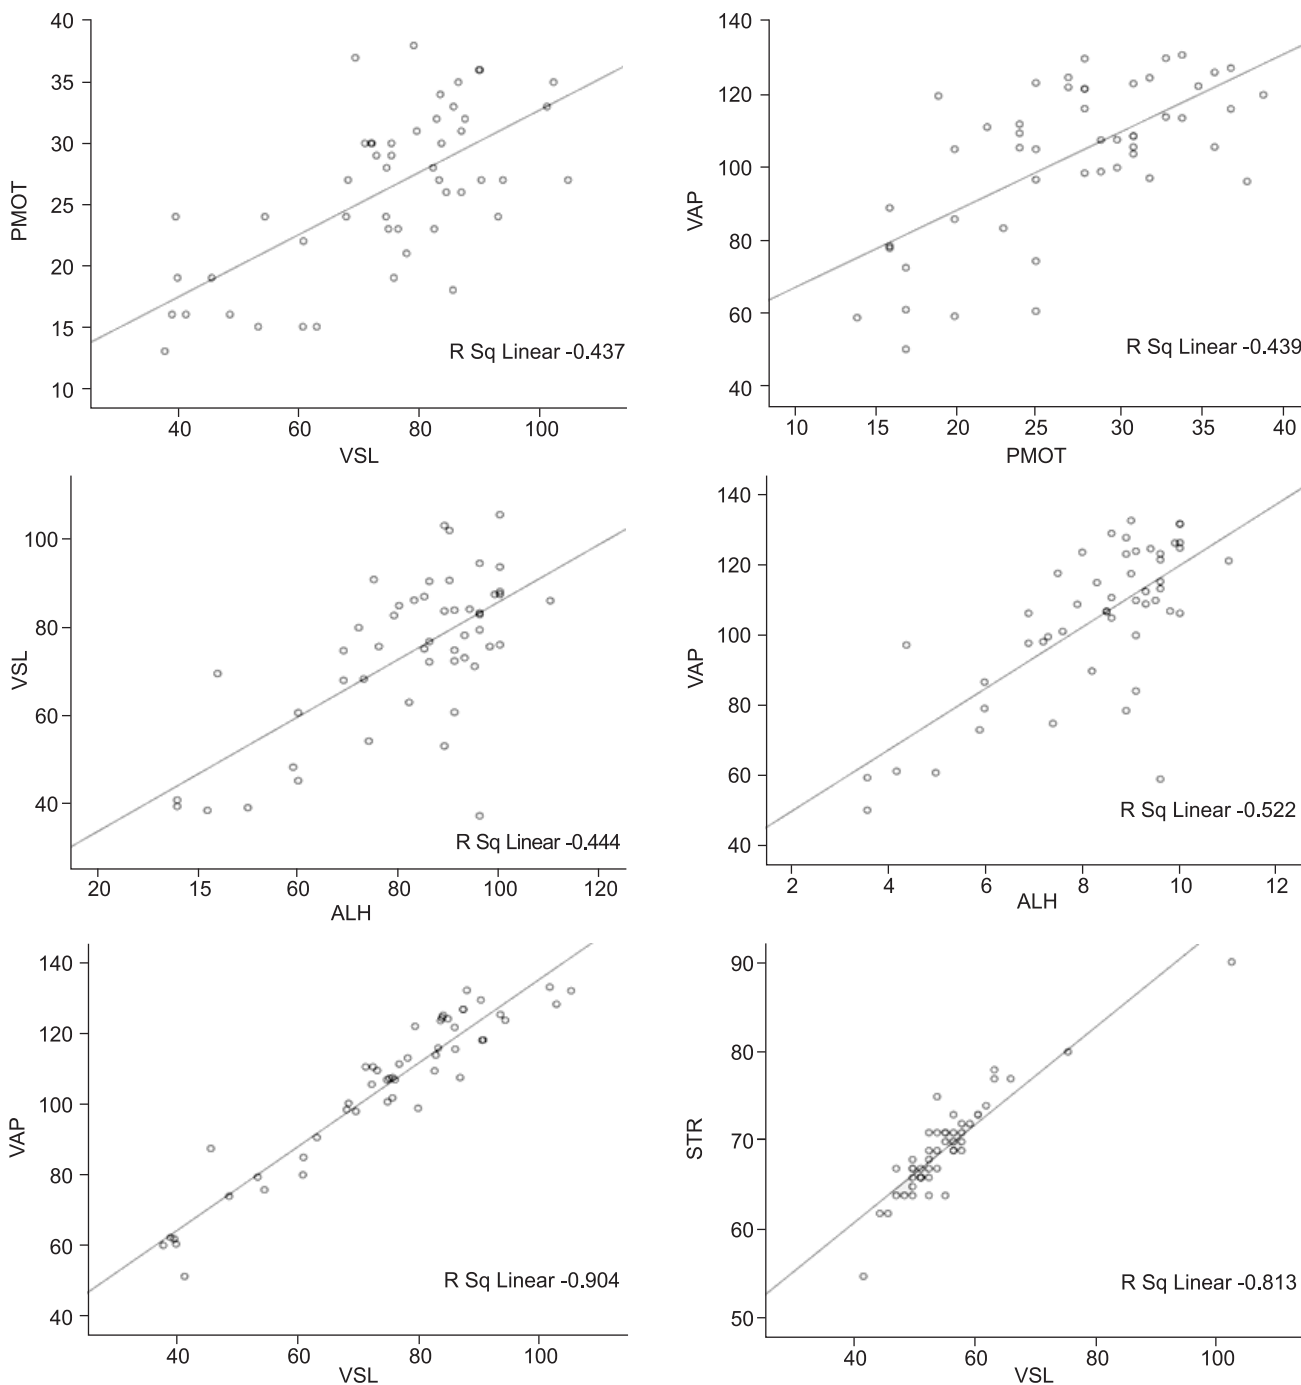 40
35
30
25
20
15
10
PMOT
R Sq Linear -0.437
40 60 80 100
VSL
140
120
100
80
60
40
VAP
R Sq Linear -0.439
10 15 20 25 30 35 40
PMOT
100
80
60
40
VSL
R Sq Linear -0.444
20 15 60 80 100 120
ALH
140
120
100
80
60
40
VAP
R Sq Linear -0.522
2 4 6 8 10 12
ALH
140
120
100
80
60
40
VAP
R Sq Linear -0.904
40 60 80 100
VSL
90
80
70
60
50
STR
R Sq Linear -0.813
40 60 80 100
VSL